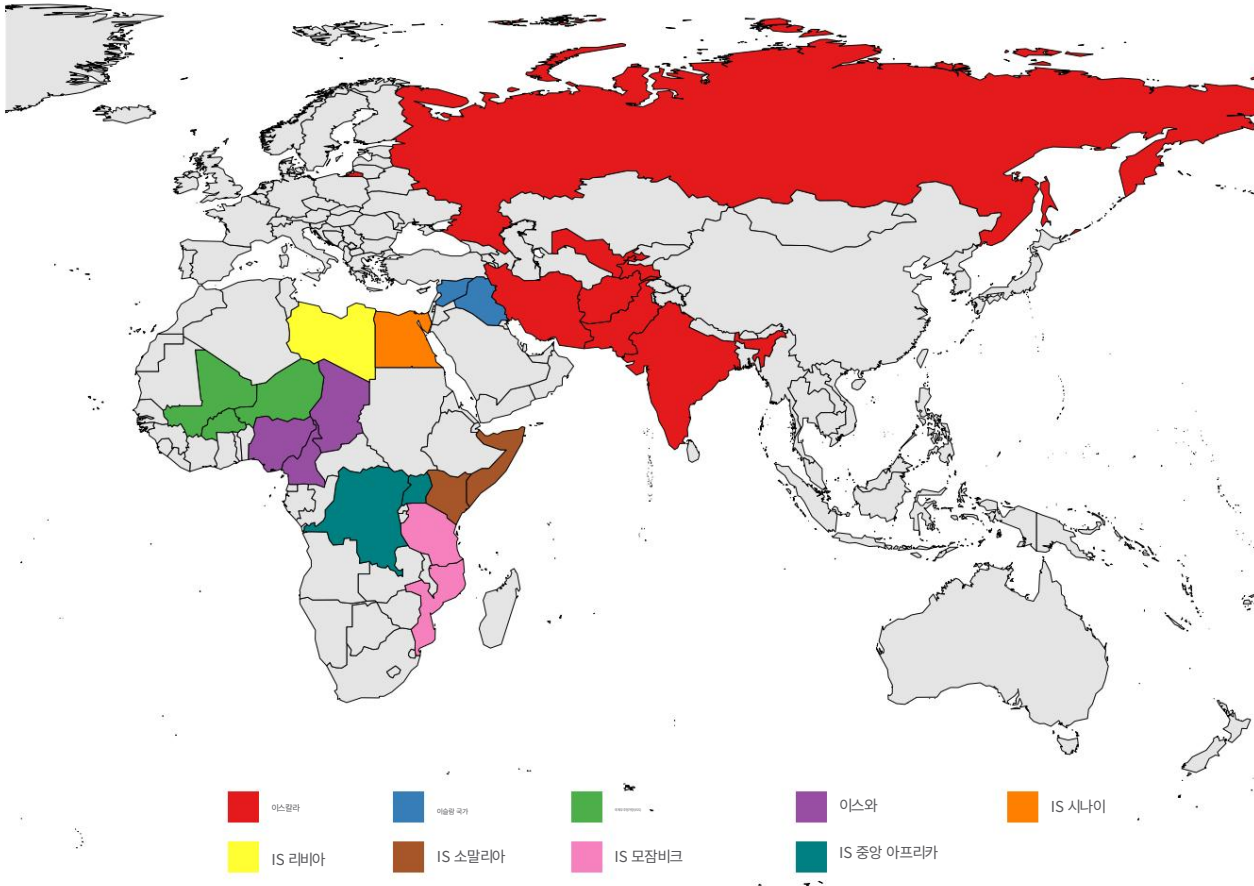 이스칼라
이슬람 국가
이스와
IS 시나이
IS 리비아
IS 소말리아
IS 모잠비크
IS 중앙 아프리카